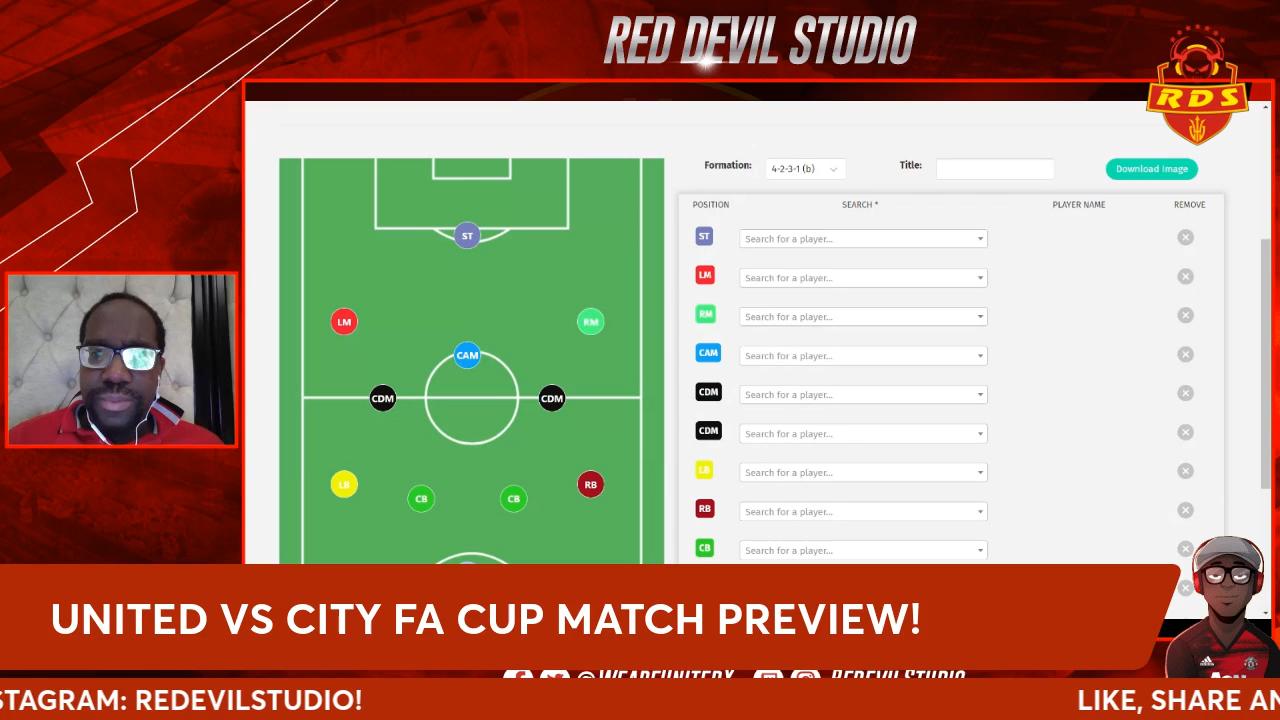 RED DEVIL STUDIO
RDS
Formation: 4-2-3-1 (b) Title: Download Image
POSITION SEARCH * PLAYER NAME REMOVE
ST Search for a player...
LM Search for a player...
RM Search for a player...
CAM Search for a player...
CDM Search for a player...
CDM Search for a player...
LB Search for a player...
RB Search for a player...
CB Search for a player...
ST
LM RM
CAM
CDM CDM
LB RB
CB CB
UNITED VS CITY FA CUP MATCH PREVIEW!
REDEVILSTUDIO
STAGRAM: REDEVILSTUDIO! LIKE, SHARE AN